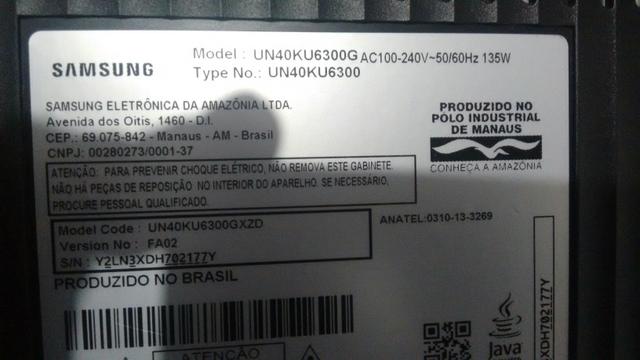 SAMSUNG
Model : UN40KU6300G AC100-240V~50/60Hz 135W
Type No.: UN40KU6300
SAMSUNG ELETRÔNICA DA AMAZÔNIA LTDA.
Avenida dos Oitis, 1460 - D.I.
CEP.: 69.075-842 - Manaus - AM - Brasil
CNPJ: 00280273/0001-37
PRODUZIDO NO
PÓLO INDUSTRIAL
DE MANAUS
CONHEÇA A AMAZÔNIA
ATENÇÃO: PARA PREVENIR CHOQUE ELÉTRICO, NÃO REMOVA ESTE GABINETE.
NÃO HÁ PEÇAS DE REPOSIÇÃO NO INTERIOR DO APARELHO. SE NECESSÁRIO,
PROCURE PESSOAL QUALIFICADO.
Model Code : UN40KU6300GXZD
Version No : FA02
S/N : Y2LN3XDH702177Y
ANATEL:0310-13-3269
PRODUZIDO NO BRASIL
XDH702177Y
Java
ATENÇÃO